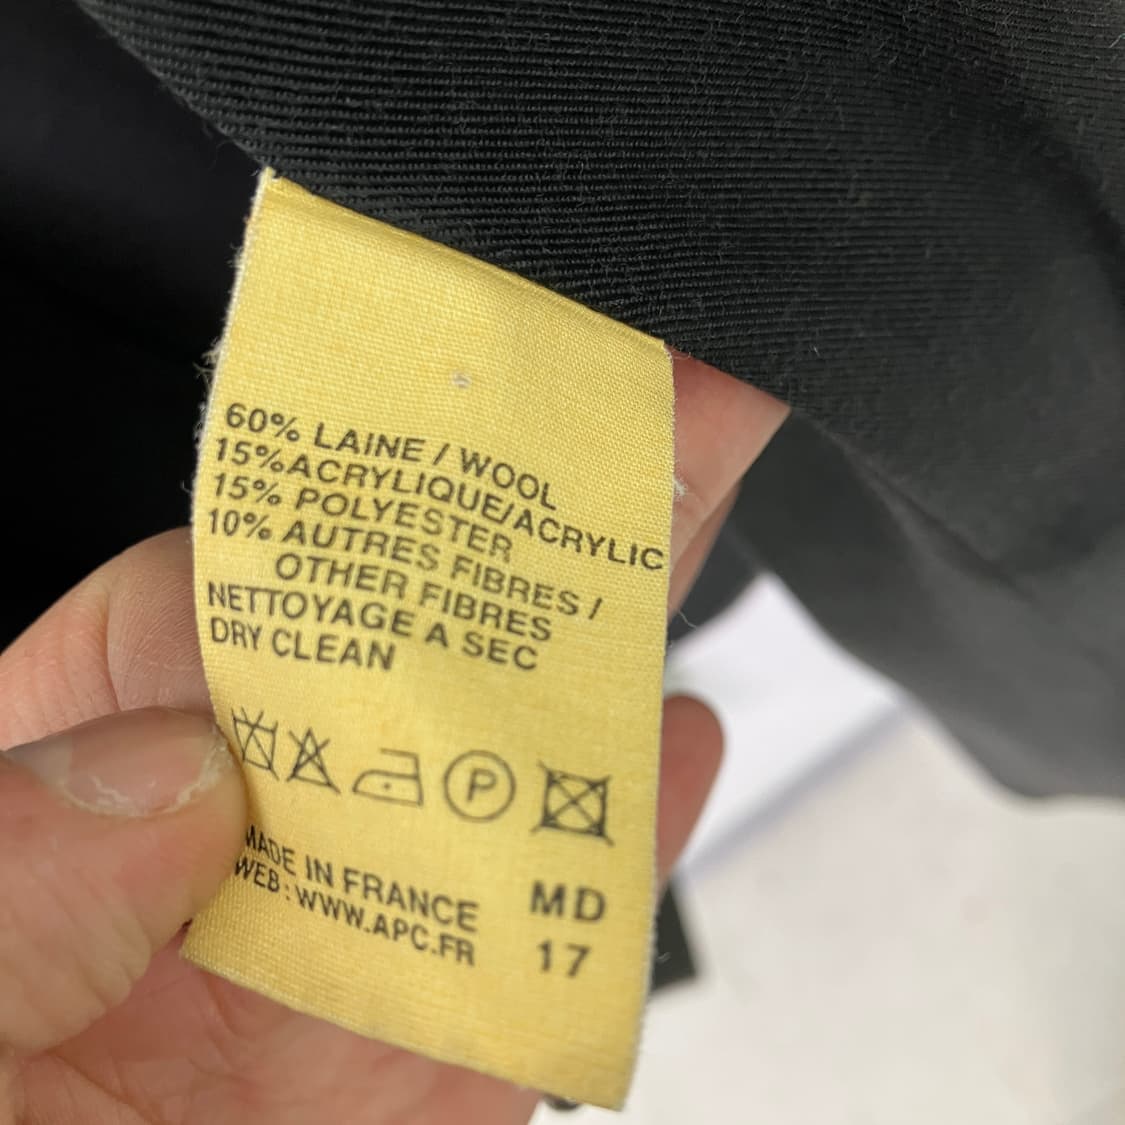 60% LAINE / WOOL
15%ACRYLIQUE/ACRYLIC
15% POLYESTER
10% AUTRES FIBRES /
OTHER FIBRES
NETTOYAGE A SEC
DRY CLEAN
P
MADE IN FRANCE
WEB : WWW.APC.FR
MD
17